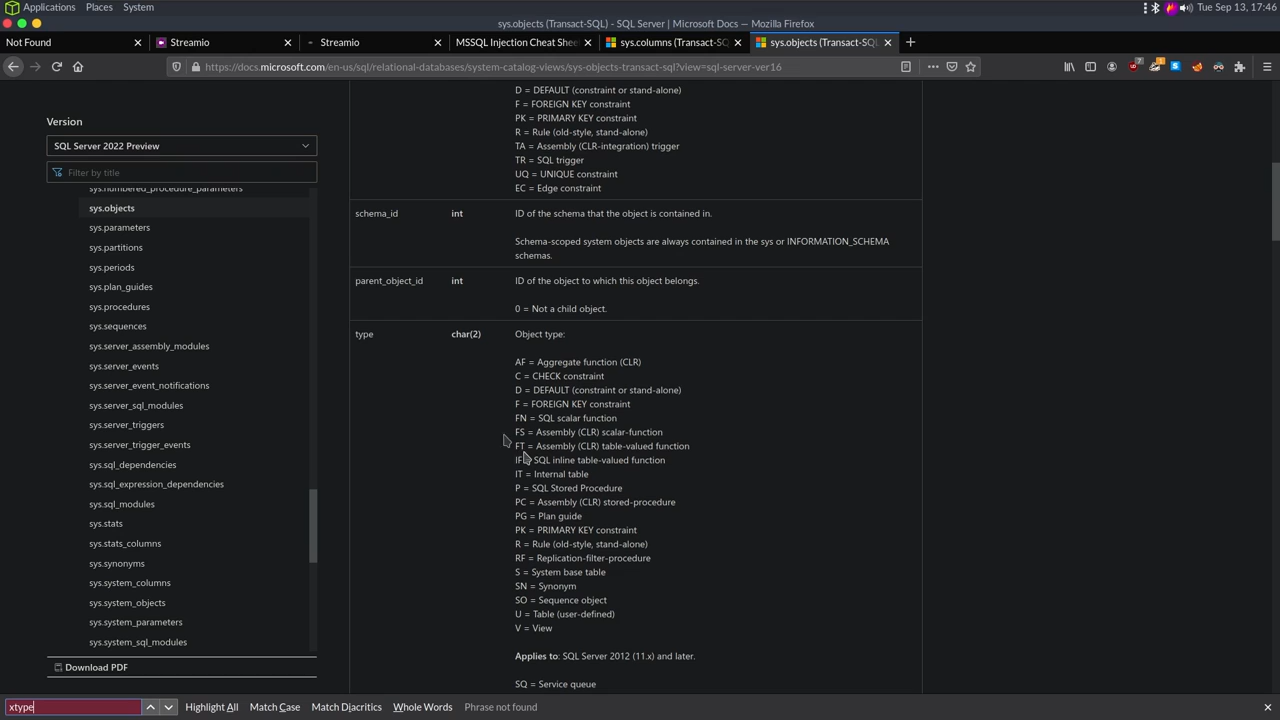 Applications Places System Tue Sep 13, 17:46
sys.objects (Transact-SQL) - SQL Server | Microsoft Docs — Mozilla Firefox
Not Found Streamio Streamio MSSQL Injection Cheat Shee sys.columns (Transact-SQ sys.objects (Transact-SQL)
https://docs.microsoft.com/en-us/sql/relational-databases/system-catalog-views/sys-objects-transact-sql?view=sql-server-ver16
Version
SQL Server 2022 Preview
Filter by title
sys.numbered_procedure_parameters
sys.objects
sys.parameters
sys.partitions
sys.periods
sys.plan_guides
sys.procedures
sys.sequences
sys.server_assembly_modules
sys.server_events
sys.server_event_notifications
sys.server_sql_modules
sys.server_triggers
sys.server_trigger_events
sys.sql_dependencies
sys.sql_expression_dependencies
sys.sql_modules
sys.stats
sys.stats_columns
sys.synonyms
sys.system_columns
sys.system_objects
sys.system_parameters
sys.system_sql_modules
Download PDF
D = DEFAULT (constraint or stand-alone)
F = FOREIGN KEY constraint
PK = PRIMARY KEY constraint
R = Rule (old-style, stand-alone)
TA = Assembly (CLR-integration) trigger
TR = SQL trigger
UQ = UNIQUE constraint
EC = Edge constraint
schema_id int ID of the schema that the object is contained in.
Schema-scoped system objects are always contained in the sys or INFORMATION_SCHEMA
schemas.
parent_object_id int ID of the object to which this object belongs.
0 = Not a child object.
type char(2) Object type:
AF = Aggregate function (CLR)
C = CHECK constraint
D = DEFAULT (constraint or stand-alone)
F = FOREIGN KEY constraint
FN = SQL scalar function
FS = Assembly (CLR) scalar-function
FT = Assembly (CLR) table-valued function
IF = SQL inline table-valued function
IT = Internal table
P = SQL Stored Procedure
PC = Assembly (CLR) stored-procedure
PG = Plan guide
PK = PRIMARY KEY constraint
R = Rule (old-style, stand-alone)
RF = Replication-filter-procedure
S = System base table
SN = Synonym
SO = Sequence object
U = Table (user-defined)
V = View
Applies to: SQL Server 2012 (11.x) and later.
SQ = Service queue
xtype Highlight All Match Case Match Diacritics Whole Words Phrase not found